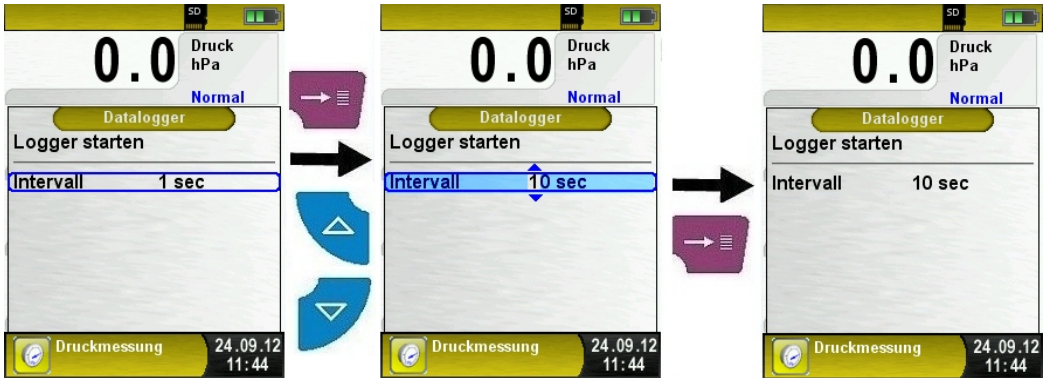 SD
0.0
Druck
hPa
Normal
Datalogger
Logger starten
Intervall 1 sec
Druckmessung
24.09.12
11:44
SD
0.0
Druck
hPa
Normal
Datalogger
Logger starten
Intervall 10 sec
Druckmessung
24.09.12
11:44
SD
0.0
Druck
hPa
Normal
Datalogger
Logger starten
Intervall 10 sec
Druckmessung
24.09.12
11:44